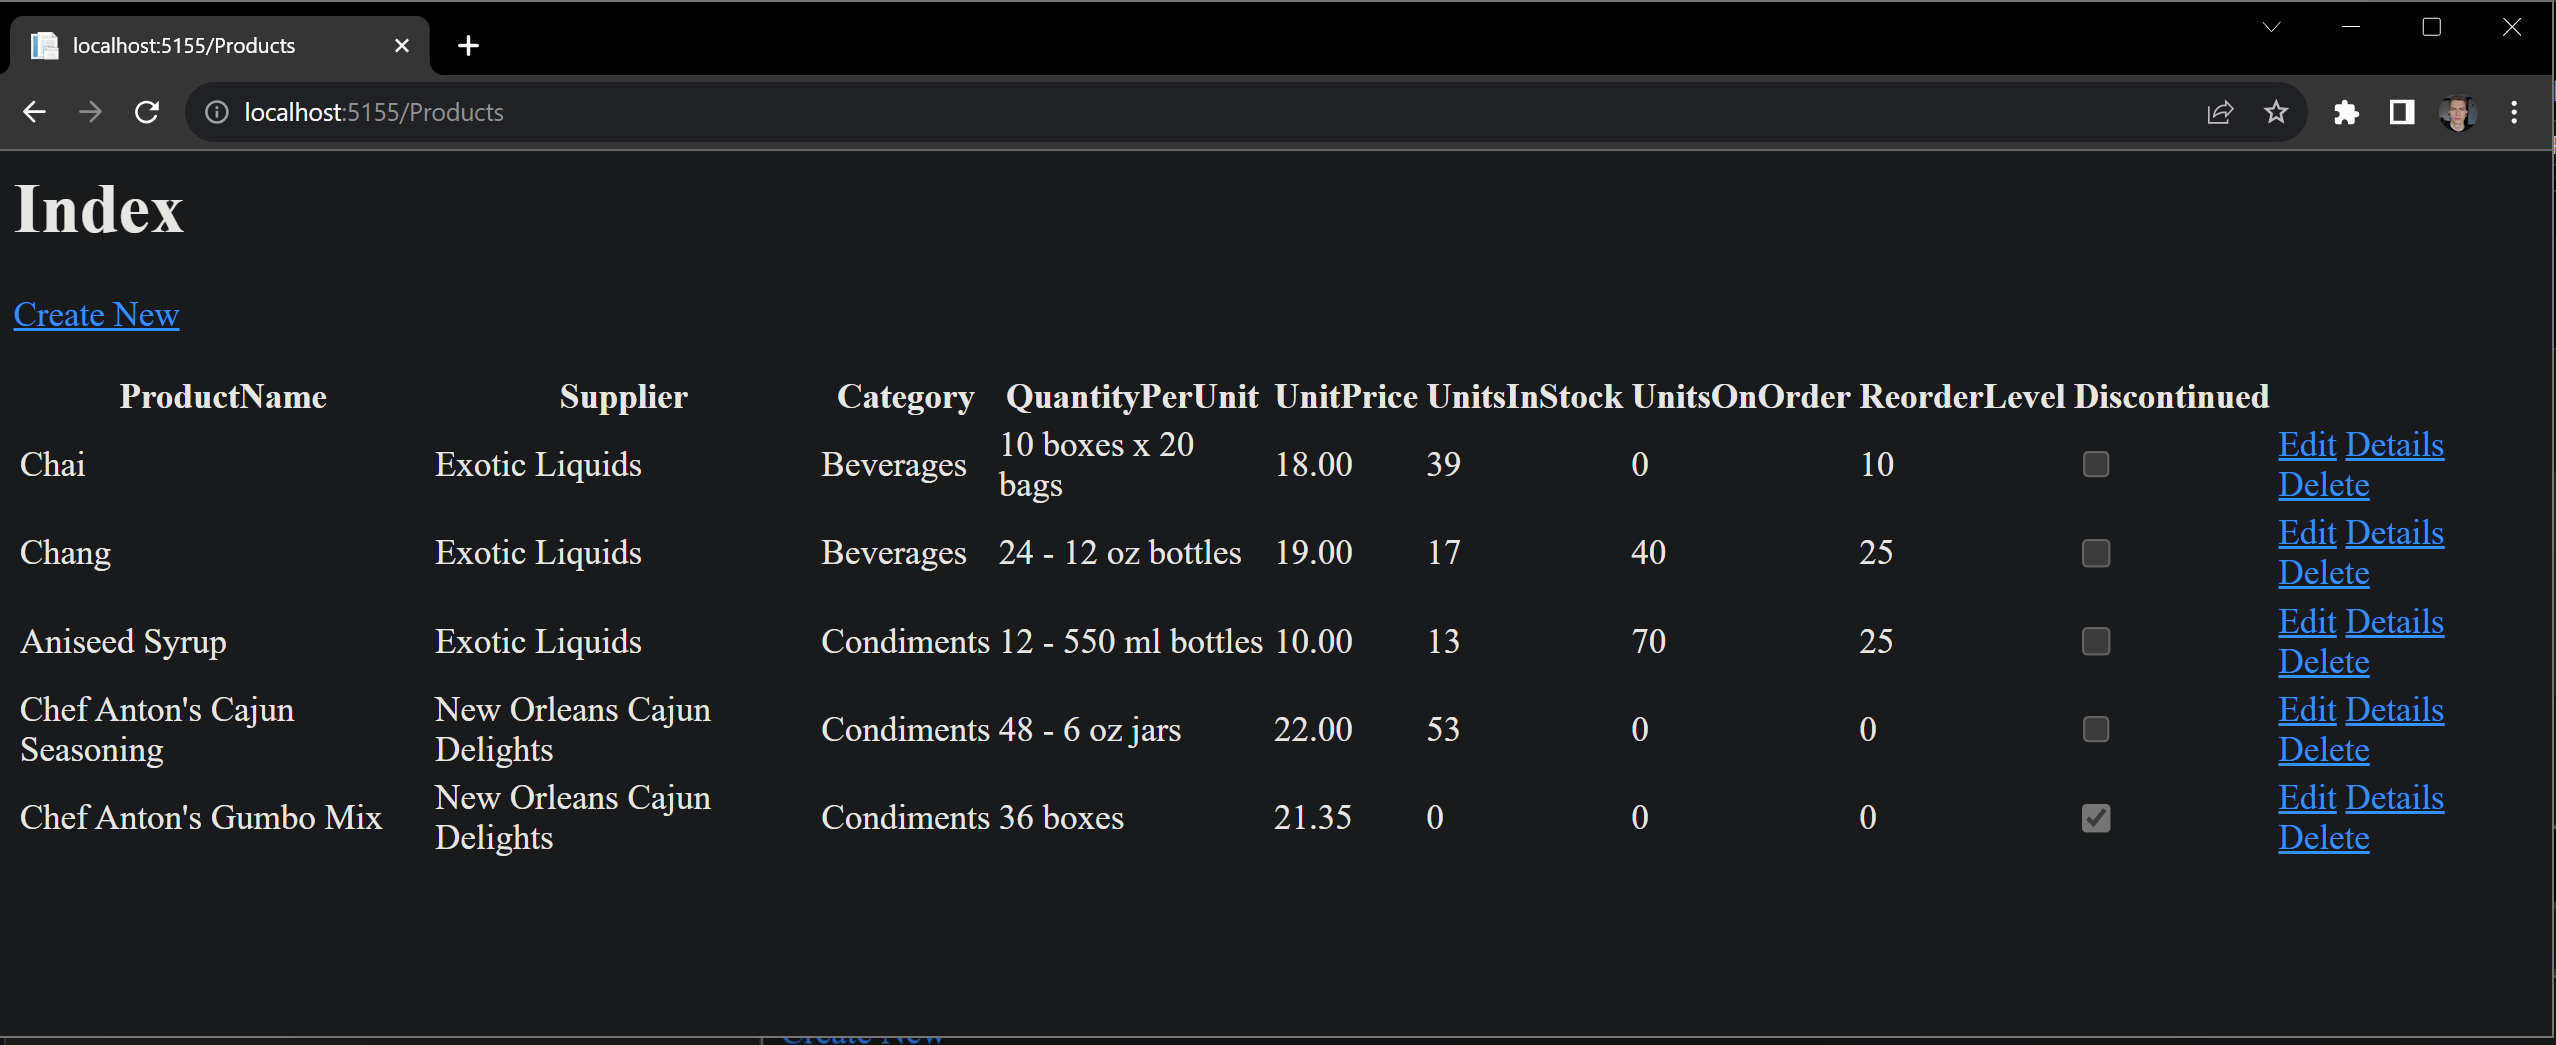 localhost:5155/Products
localhost:5155/Products
Index
Create New
ProductName Supplier Category QuantityPerUnit UnitPrice UnitsInStock UnitsOnOrder ReorderLevel Discontinued
Chai Exotic Liquids Beverages 10 boxes x 20 bags 18.00 39 0 10 Edit Details Delete
Chang Exotic Liquids Beverages 24 - 12 oz bottles 19.00 17 40 25 Edit Details Delete
Aniseed Syrup Exotic Liquids Condiments 12 - 550 ml bottles 10.00 13 70 25 Edit Details Delete
Chef Anton's Cajun Seasoning New Orleans Cajun Delights Condiments 48 - 6 oz jars 22.00 53 0 0 Edit Details Delete
Chef Anton's Gumbo Mix New Orleans Cajun Delights Condiments 36 boxes 21.35 0 0 0 Edit Details Delete
Create New